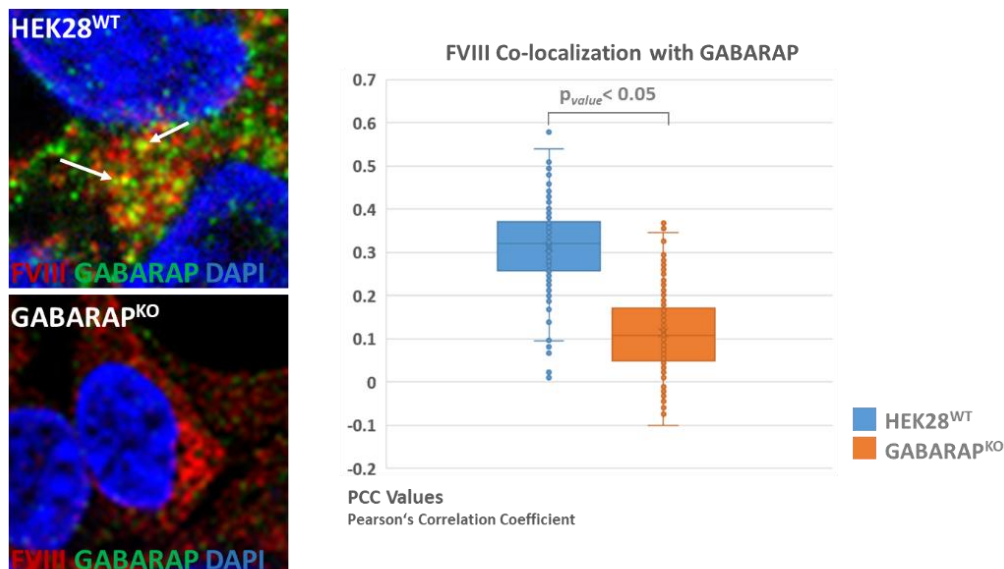 HEK28WT
FVIII GABARAP DAPI
GABARAPKO
FVIII GABARAP DAPI
FVIII Co-localization with GABARAP
0.7
0.6
0.5
0.4
0.3
0.2
0.1
0
-0.1
-0.2
pvalue< 0.05
HEK28WT
GABARAPKO
PCC Values
Pearson‘s Correlation Coefficient